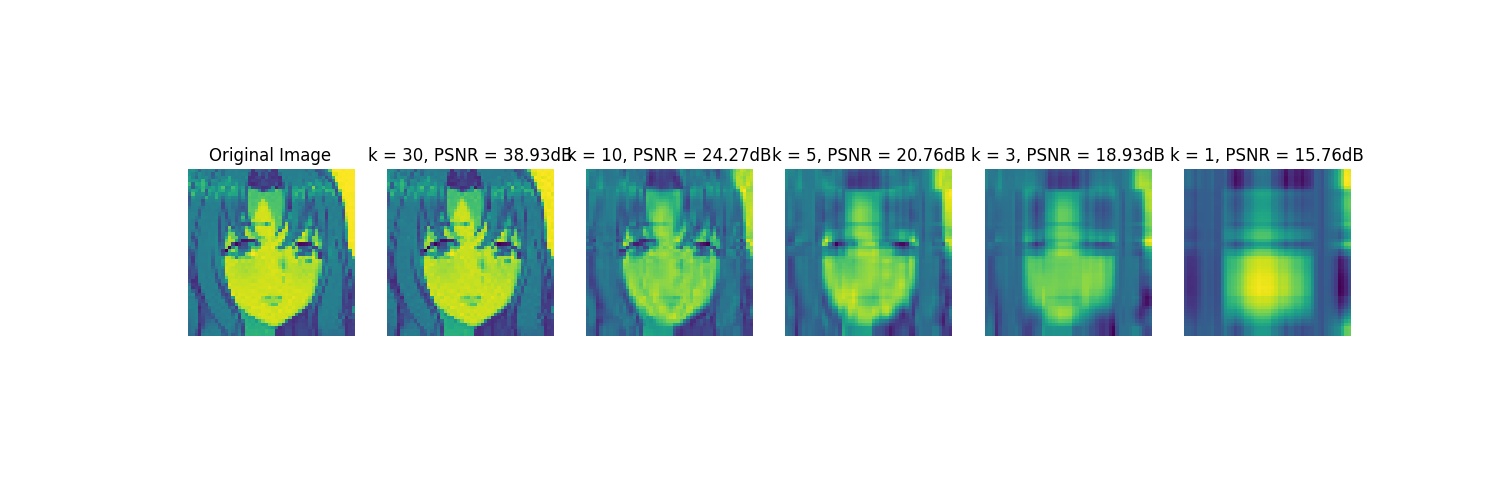 Original Image
k = 30, PSNR = 38.93dB
k = 10, PSNR = 24.27dB
k = 5, PSNR = 20.76dB
k = 3, PSNR = 18.93dB
k = 1, PSNR = 15.76dB